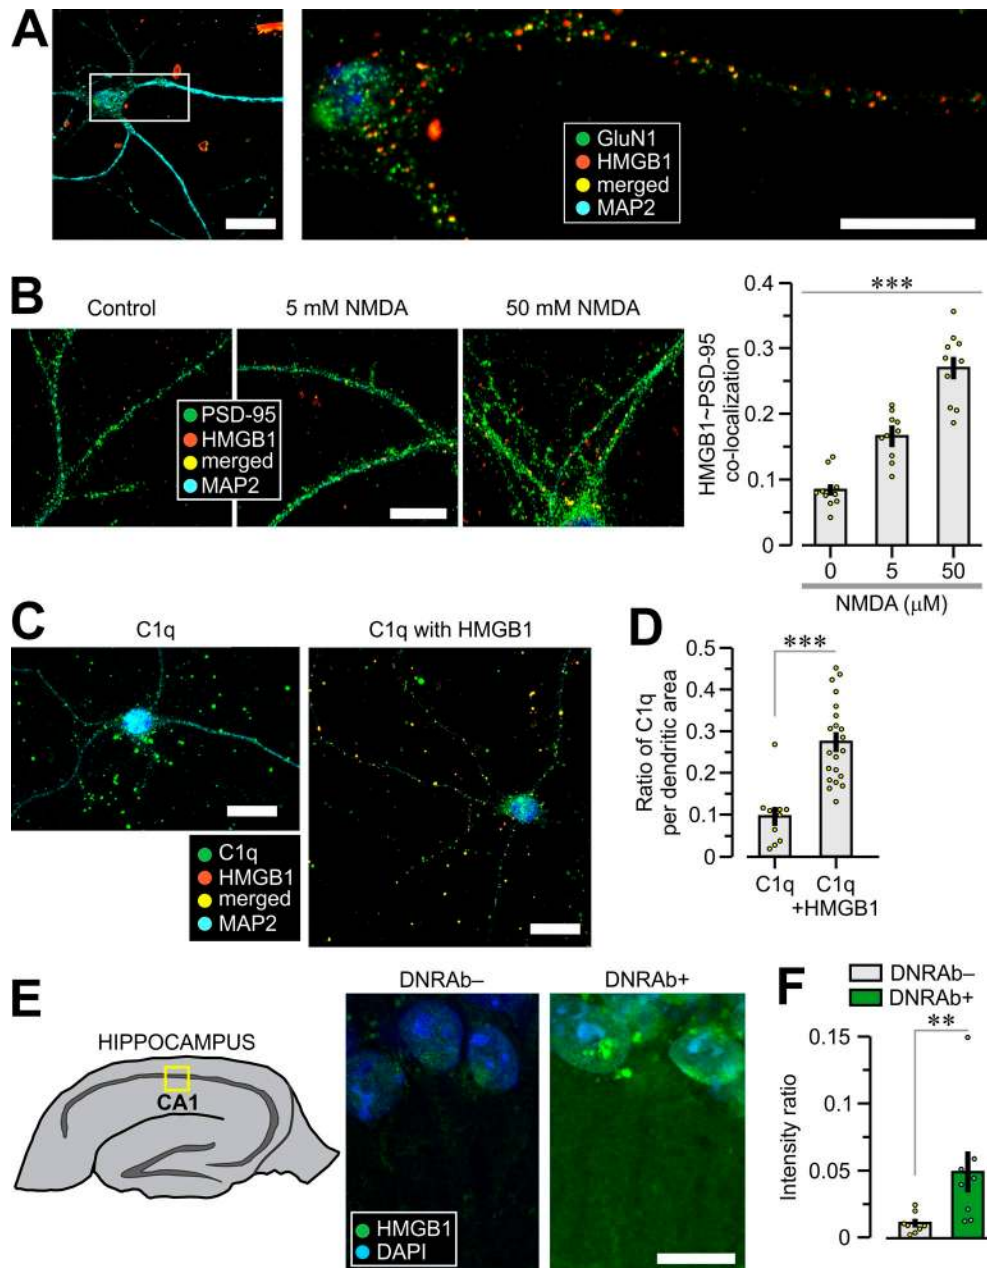 A
GluN1
HMGB1
merged
MAP2
B
Control
5 mM NMDA
50 mM NMDA
PSD-95
HMGB1
merged
MAP2
***
HMGB1~PSD-95
co-localization
0.4
0.3
0.2
0.1
0
0 5 50
NMDA (μM)
C
C1q
C1q with HMGB1
C1q
HMGB1
merged
MAP2
D
***
Ratio of C1q
per dendritic area
0.5
0.4
0.3
0.2
0.1
0
C1q C1q
+HMGB1
E
HIPPOCAMPUS
CA1
DNRAb–
DNRAb+
HMGB1
DAPI
F
DNRAb–
DNRAb+
**
Intensity ratio
0.15
0.10
0.05
0